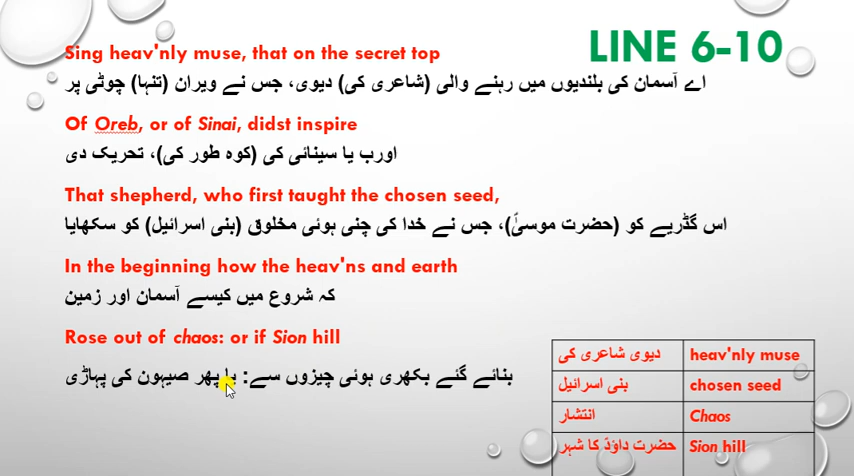 LINE 6-10
Sing heav'nly muse, that on the secret top
اے آسمان کی بلندیوں میں رہنے والی (شاعری کی) دیوی، جس نے ویران (تنہا) چوٹی پر
Of Oreb, or of Sinai, didst inspire
اورب یا سینائی کی (کوہ طور کی)، تحریک دی
That shepherd, who first taught the chosen seed,
اس گڈریے کو (حضرت موسیٰؑ)، جس نے خدا کی چنی ہوئی مخلوق (بنی اسرائیل) کو سکھایا
In the beginning how the heav'ns and earth
کہ شروع میں کیسے آسمان اور زمین
Rose out of chaos: or if Sion hill
بنائے گئے بکھری ہوئی چیزوں سے: یا پھر صیہون کی پہاڑی
دیوی شاعری کی heav'nly muse
بنی اسرائیل chosen seed
انتشار Chaos
حضرت داؤدؑ کا شہر Sion hill